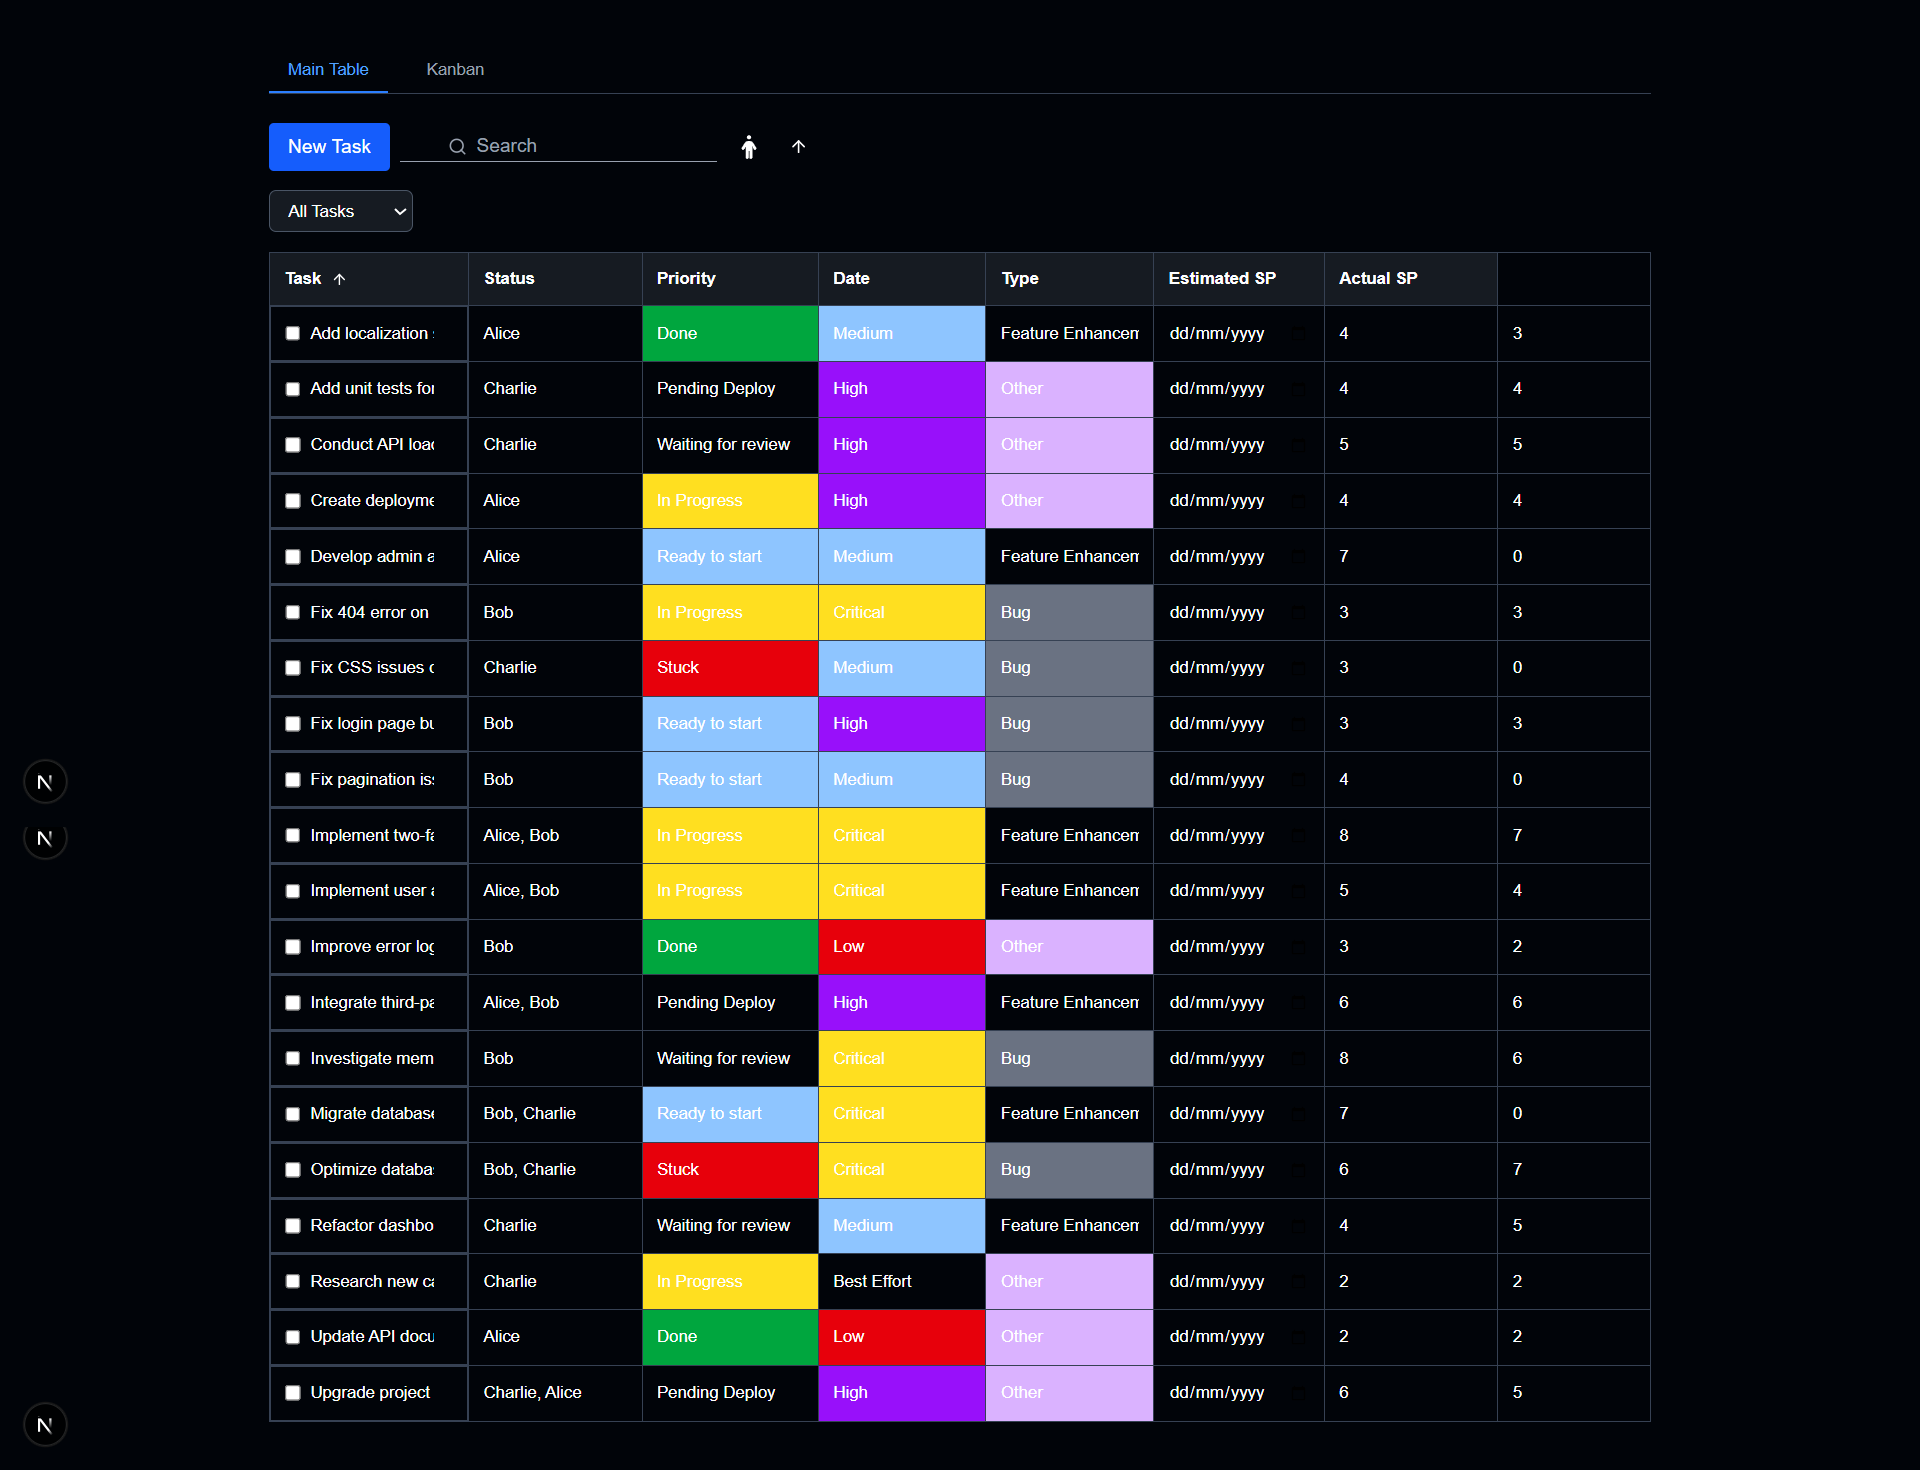 Main Table Kanban
New Task Search
All Tasks
Task Status Priority Date Type Estimated SP Actual SP
Add localization Alice Done Medium Feature Enhancem dd/mm/yyyy 4 3
Add unit tests for Charlie Pending Deploy High Other dd/mm/yyyy 4 4
Conduct API load Charlie Waiting for review High Other dd/mm/yyyy 5 5
Create deployme Alice In Progress High Other dd/mm/yyyy 4 4
Develop admin a Alice Ready to start Medium Feature Enhancem dd/mm/yyyy 7 0
Fix 404 error on Bob In Progress Critical Bug dd/mm/yyyy 3 3
Fix CSS issues o Charlie Stuck Medium Bug dd/mm/yyyy 3 0
Fix login page bu Bob Ready to start High Bug dd/mm/yyyy 3 3
Fix pagination iss Bob Ready to start Medium Bug dd/mm/yyyy 4 0
Implement two-fa Alice, Bob In Progress Critical Feature Enhancem dd/mm/yyyy 8 7
Implement user a Alice, Bob In Progress Critical Feature Enhancem dd/mm/yyyy 5 4
Improve error log Bob Done Low Other dd/mm/yyyy 3 2
Integrate third-pa Alice, Bob Pending Deploy High Feature Enhancem dd/mm/yyyy 6 6
Investigate mem Bob Waiting for review Critical Bug dd/mm/yyyy 8 6
Migrate database Bob, Charlie Ready to start Critical Feature Enhancem dd/mm/yyyy 7 0
Optimize databa Bob, Charlie Stuck Critical Bug dd/mm/yyyy 6 7
Refactor dashbo Charlie Waiting for review Medium Feature Enhancem dd/mm/yyyy 4 5
Research new ca Charlie In Progress Best Effort Other dd/mm/yyyy 2 2
Update API docu Alice Done Low Other dd/mm/yyyy 2 2
Upgrade project Charlie, Alice Pending Deploy High Other dd/mm/yyyy 6 5
N
N
N